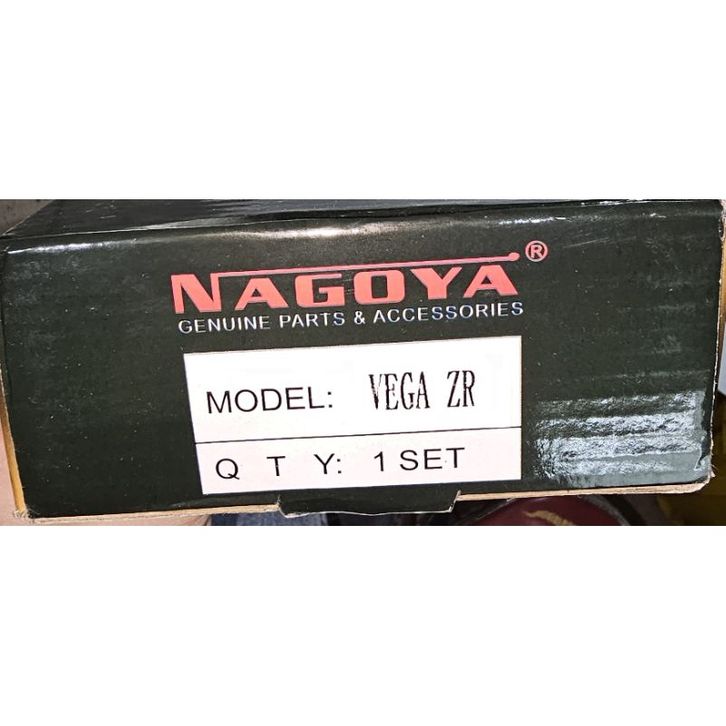 NAGOYA®
GENUINE PARTS & ACCESSORIES
MODEL: VEGA ZR
Q T Y: 1 SET